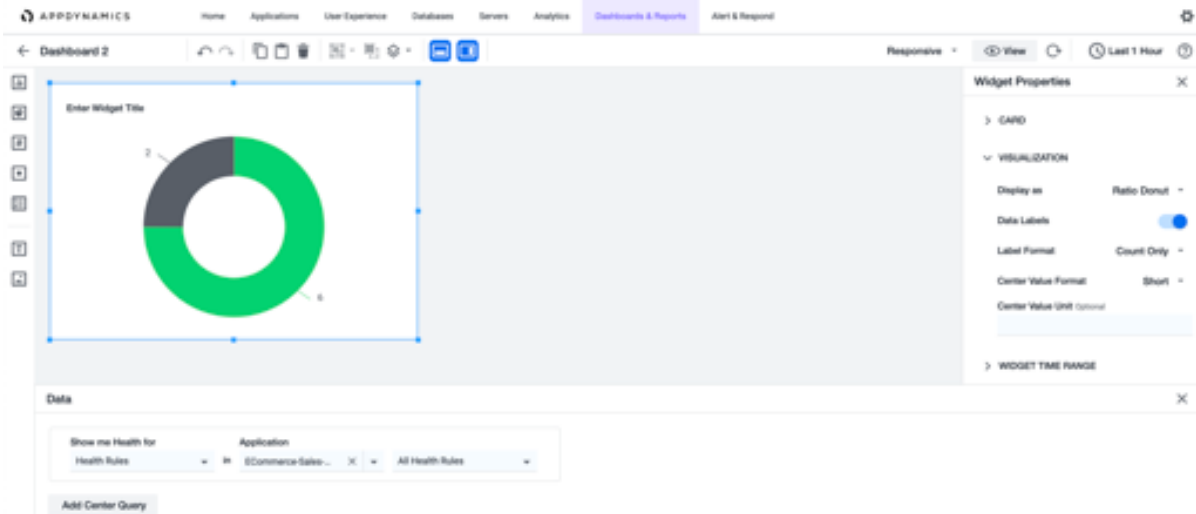 APPDYNAMICS Home Applications User Experience Databases Servers Analytics Dashboards & Reports Alert & Respond
Dashboard 2 Responsive View Last 1 Hour
Widget Properties
Enter Widget Title
CARD
2
VISUALIZATION
Display as Ratio Donut
Data Labels
Label Format Count Only
Center Value Format Short
6
Center Value Unit Optional
WIDGET TIME RANGE
Data
Show me Health for Application
Health Rules in ECommerce-Sales-... All Health Rules
Add Center Query